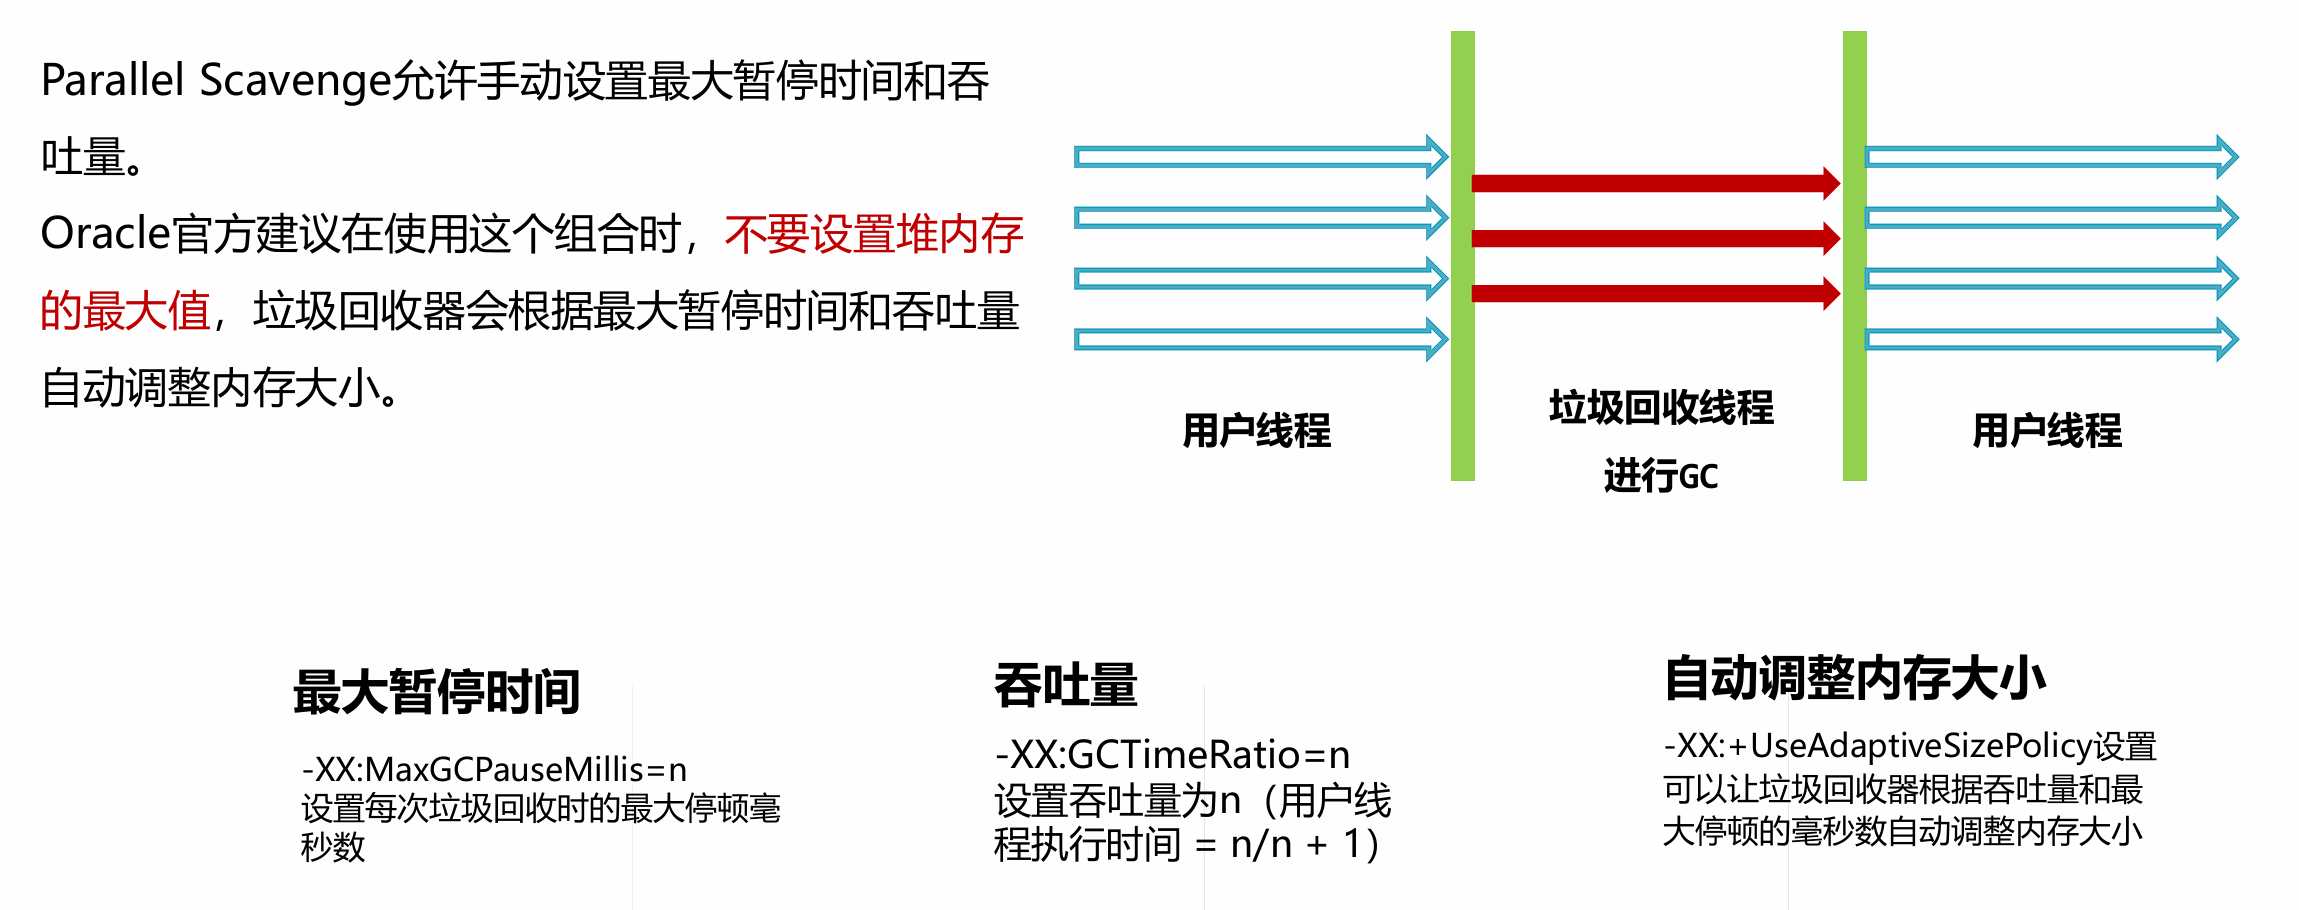 Parallel Scavenge允许手动设置最大暂停时间和吞
吐量。
Oracle官方建议在使用这个组合时，不要设置堆内存
的最大值，垃圾回收器会根据最大暂停时间和吞吐量
自动调整内存大小。
用户线程
垃圾回收线程
进行GC
用户线程
最大暂停时间
-XX:MaxGCPauseMillis=n
设置每次垃圾回收时的最大停顿毫
秒数
吞吐量
-XX:GCTimeRatio=n
设置吞吐量为n（用户线
程执行时间 = n/n + 1）
自动调整内存大小
-XX:+UseAdaptiveSizePolicy设置
可以让垃圾回收器根据吞吐量和最
大停顿的毫秒数自动调整内存大小